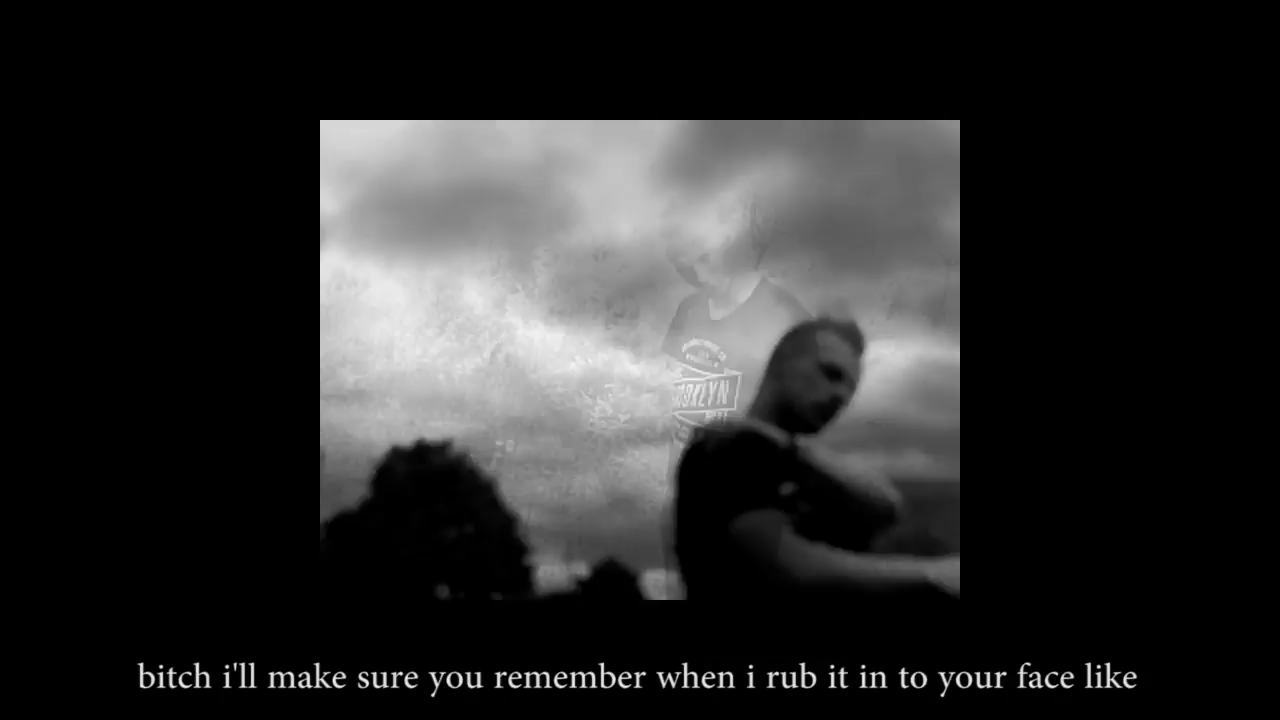 bitch i'll make sure you remember when i rub it in to your face like